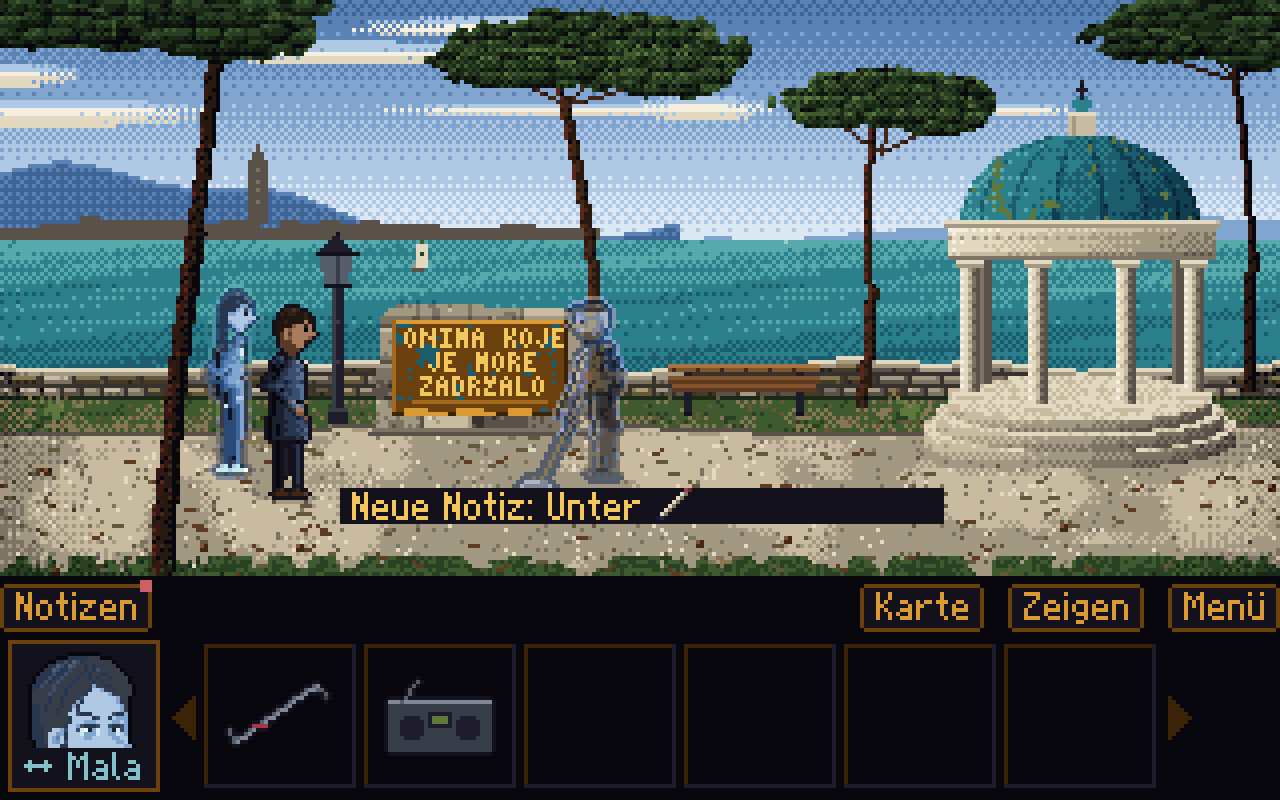 ONIMA KOJE
JE MORE
ZADRŽALO
Neue Notiz: Unter
Notizen
Karte
Zeigen
Menü
Mala